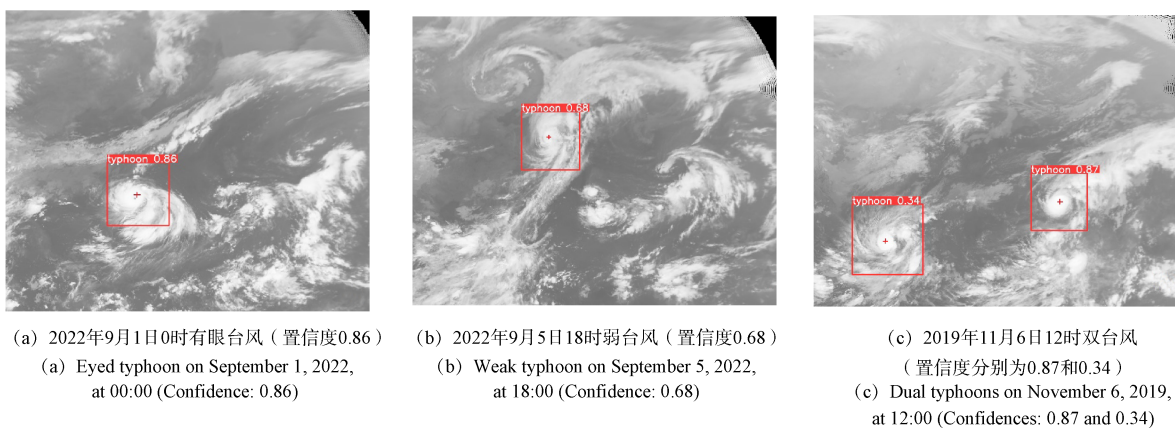 typhoon 0.86
typhoon 0.68
typhoon 0.87
typhoon 0.34
(a) 2022年9月1日0时有眼台风（置信度0.86）
(a) Eyed typhoon on September 1, 2022,
at 00:00 (Confidence: 0.86)
(b) 2022年9月5日18时弱台风（置信度0.68）
(b) Weak typhoon on September 5, 2022,
at 18:00 (Confidence: 0.68)
(c) 2019年11月6日12时双台风
（置信度分别为0.87和0.34）
(c) Dual typhoons on November 6, 2019,
at 12:00 (Confidences: 0.87 and 0.34)